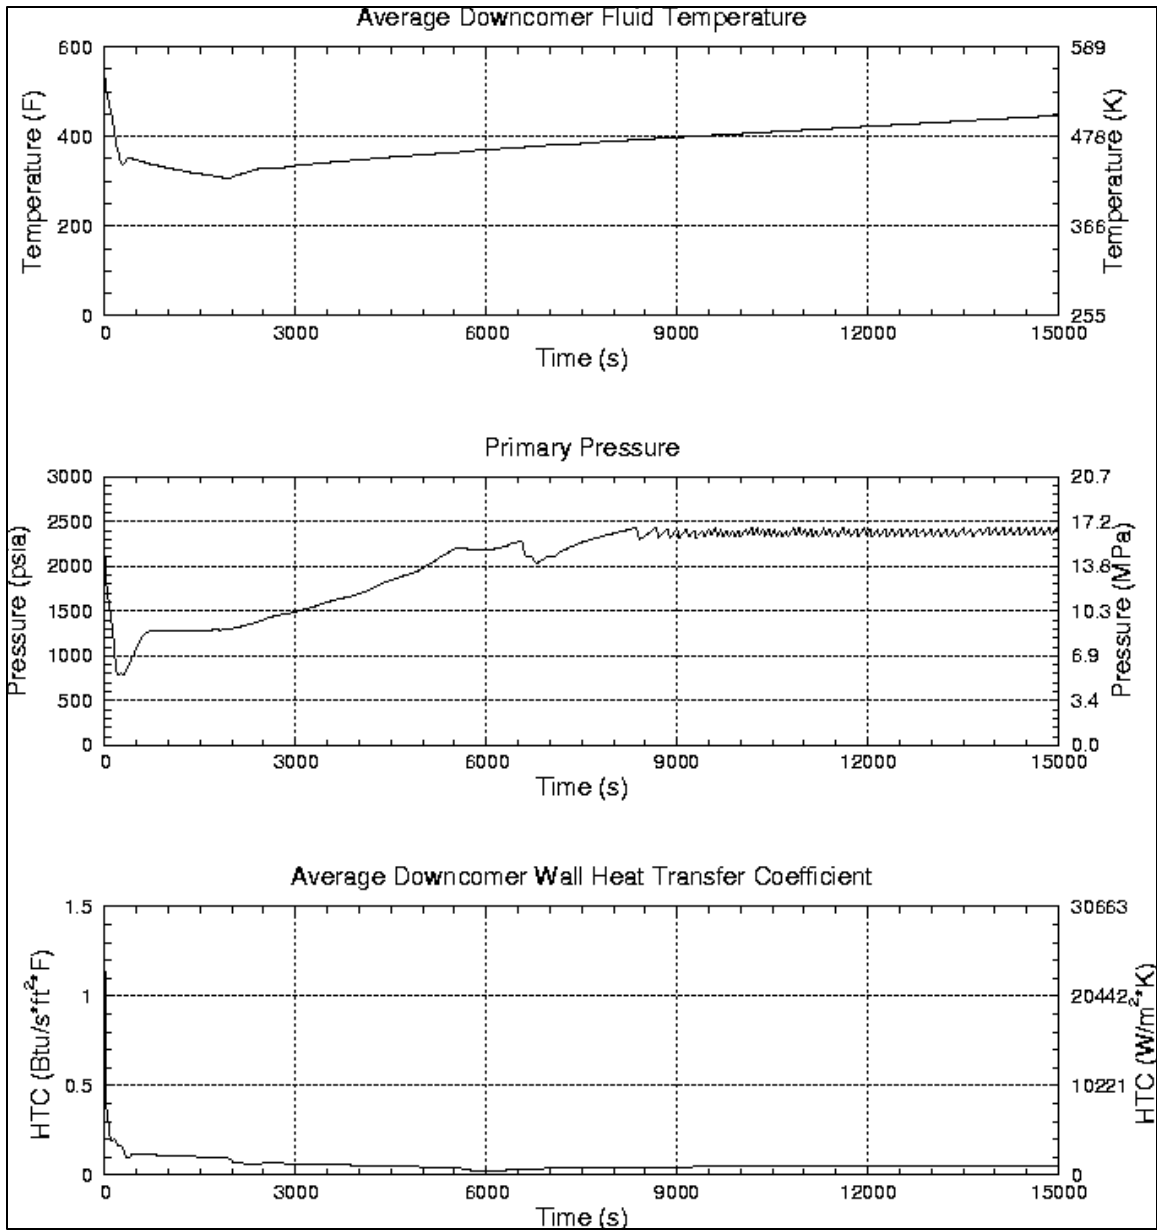 Average Downcomer Fluid Temperature
600 589
400 478
200 366
0 255
Temperature (F)
Temperature (K)
0 3000 6000 9000 12000 15000
Time (s)
Primary Pressure
3000 20.7
2500 17.2
2000 13.8
1500 10.3
1000 6.9
500 3.4
0 0.0
Pressure (psia)
Pressure (MPa)
0 3000 6000 9000 12000 15000
Time (s)
Average Downcomer Wall Heat Transfer Coefficient
1.5 30663
1 20442
0.5 10221
0 0
HTC (Btu/s*ft²*F)
HTC (W/m²*K)
0 3000 6000 9000 12000 15000
Time (s)